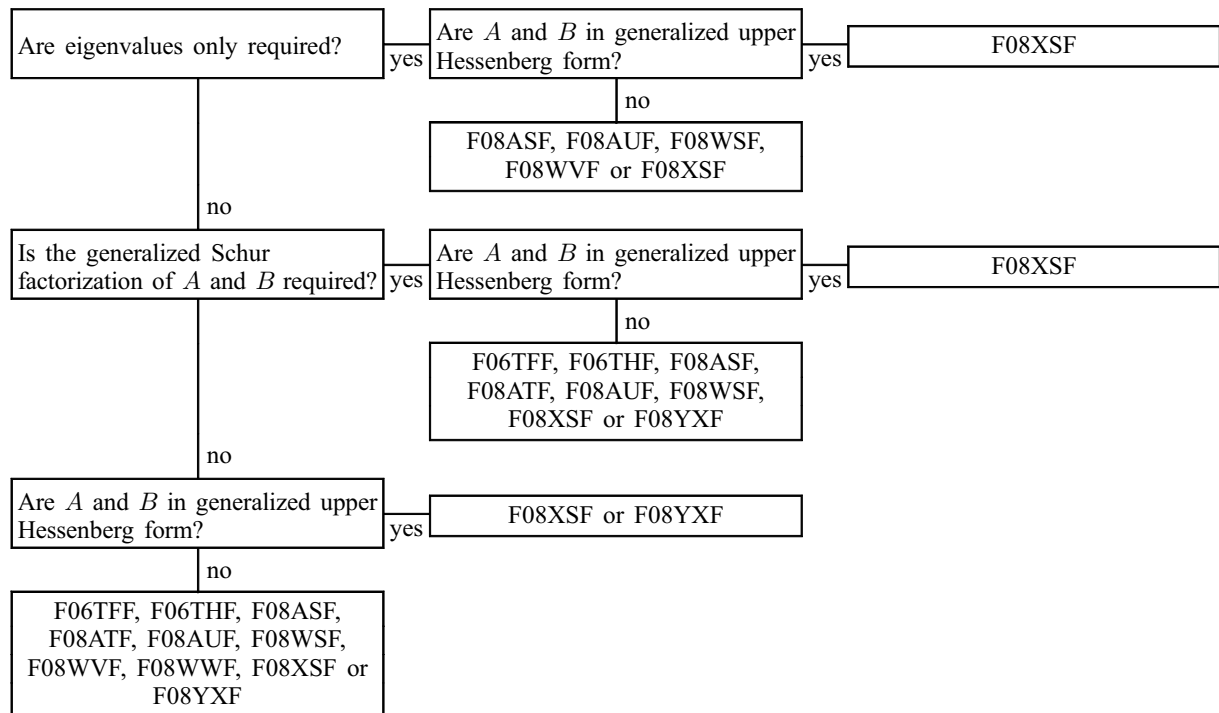 Are eigenvalues only required?
yes
Are A and B in generalized upper
Hessenberg form?
yes
F08XSF
no
F08ASF, F08AUF, F08WSF,
F08WVF or F08XSF
no
Is the generalized Schur
factorization of A and B required?
yes
Are A and B in generalized upper
Hessenberg form?
yes
F08XSF
no
F06TFF, F06THF, F08ASF,
F08ATF, F08AUF, F08WSF,
F08XSF or F08YXF
no
Are A and B in generalized upper
Hessenberg form?
yes
F08XSF or F08YXF
no
F06TFF, F06THF, F08ASF,
F08ATF, F08AUF, F08WSF,
F08WVF, F08WWF, F08XSF or
F08YXF